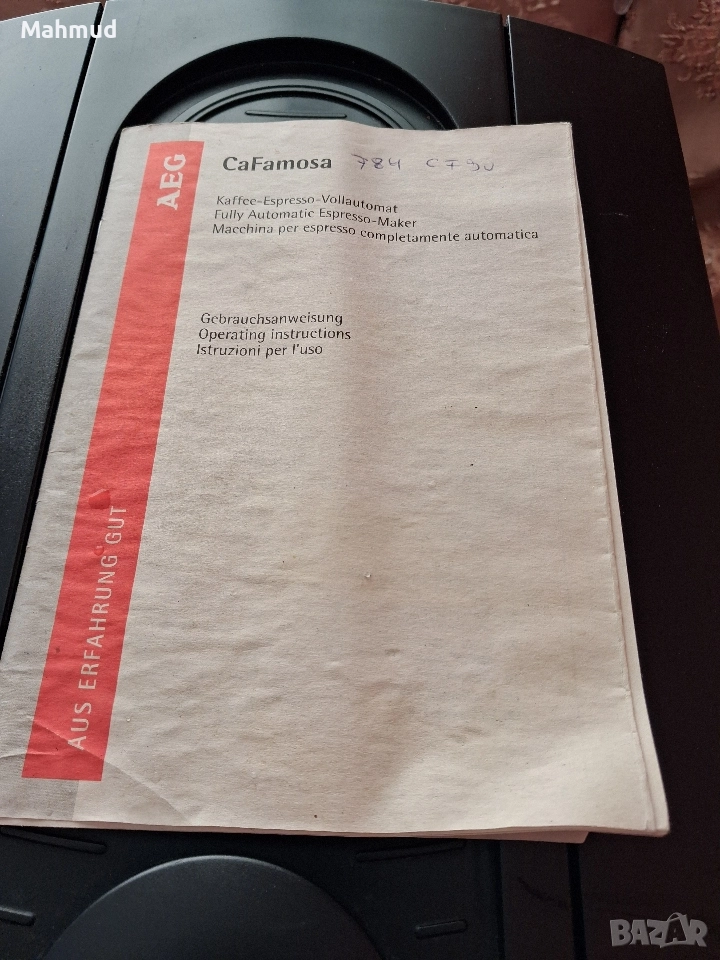 Mahmud
AEG
CaFamosa 784 CF90
Kaffee-Espresso-Vollautomat
Fully Automatic Espresso-Maker
Macchina per espresso completamente automatica
Gebrauchsanweisung
Operating instructions
Istruzioni per l'uso
AUS ERFAHRUNG GUT
BAZAR